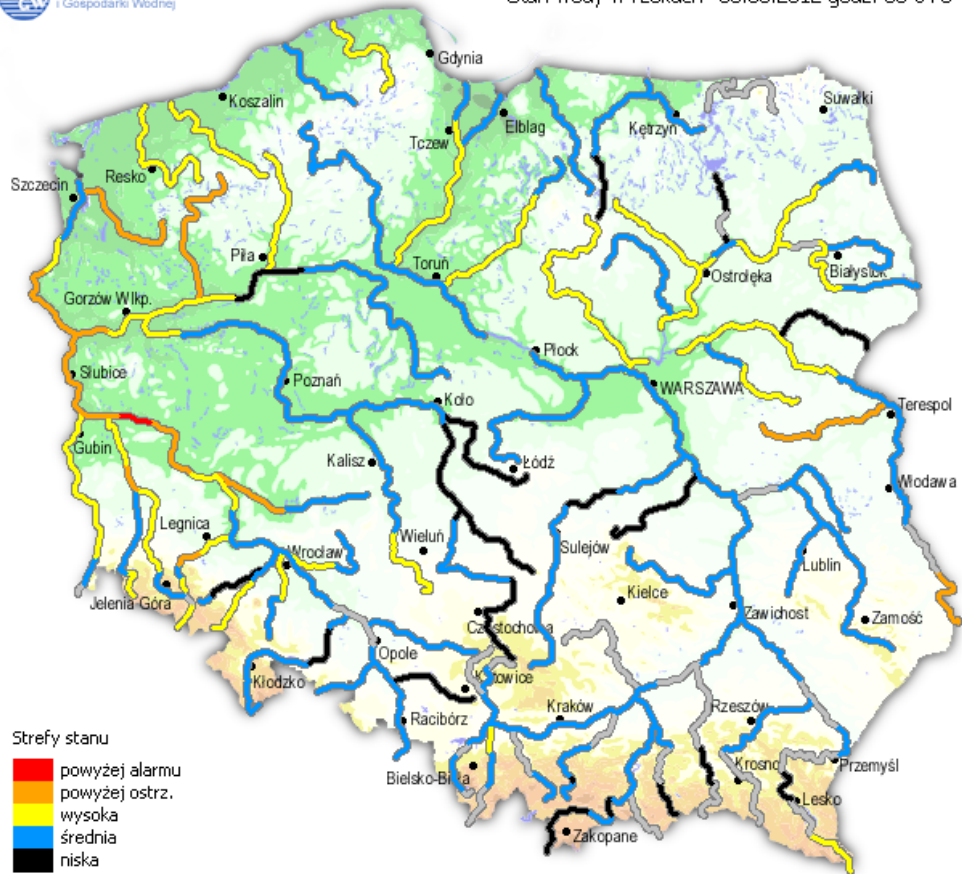 i Gospodarki Wodnej
Gdynia
Koszalin
Suwałki
Elbląg
Kętrzyn
Tczew
Resko
Szczecin
Piła
Toruń
Białystok
Ostrołęka
Gorzów Wlkp.
Płock
Słubice
Poznań
WARSZAWA
Koło
Terespol
Gubin
Kalisz
Łódź
Włodawa
Legnica
Wieluń
Wrocław
Sulejów
Lublin
Jelenia Góra
Kielce
Zawichost
Zamość
Częstochowa
Opole
Kłodzko
Katowice
Racibórz
Kraków
Rzeszów
Strefy stanu
powyżej alarmu
Bielsko-Biała
Krosno
Przemyśl
powyżej ostrz.
Lesko
wysoka
Zakopane
średnia
niska